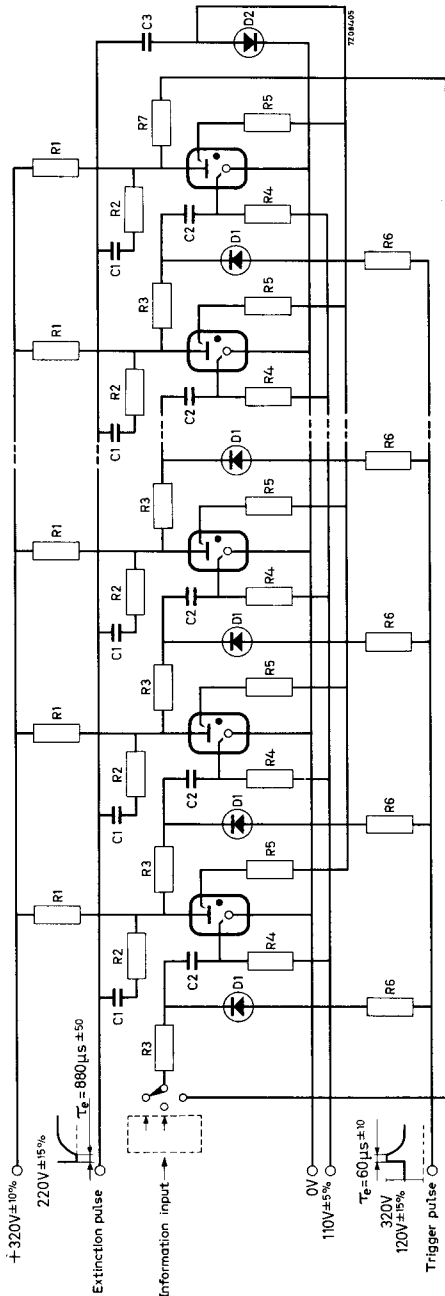 +320V±10%
R1
R1
R1
R1
R1
220V±15%
τe=880μs±50
Extinction pulse
C1
R2
C1
R2
C1
R2
C1
R2
C1
R2
C3
Information input
R3
R3
R3
R3
R3
R7
C2
C2
C2
C2
C2
D2
D1
D1
D1
D1
D1
R4
R5
R4
R5
R4
R5
R4
R5
R4
R5
7Z08405
0V
110V±5%
τe=60μs±10
320V
120V±15%
R6
R6
R6
R6
R6
Trigger pulse